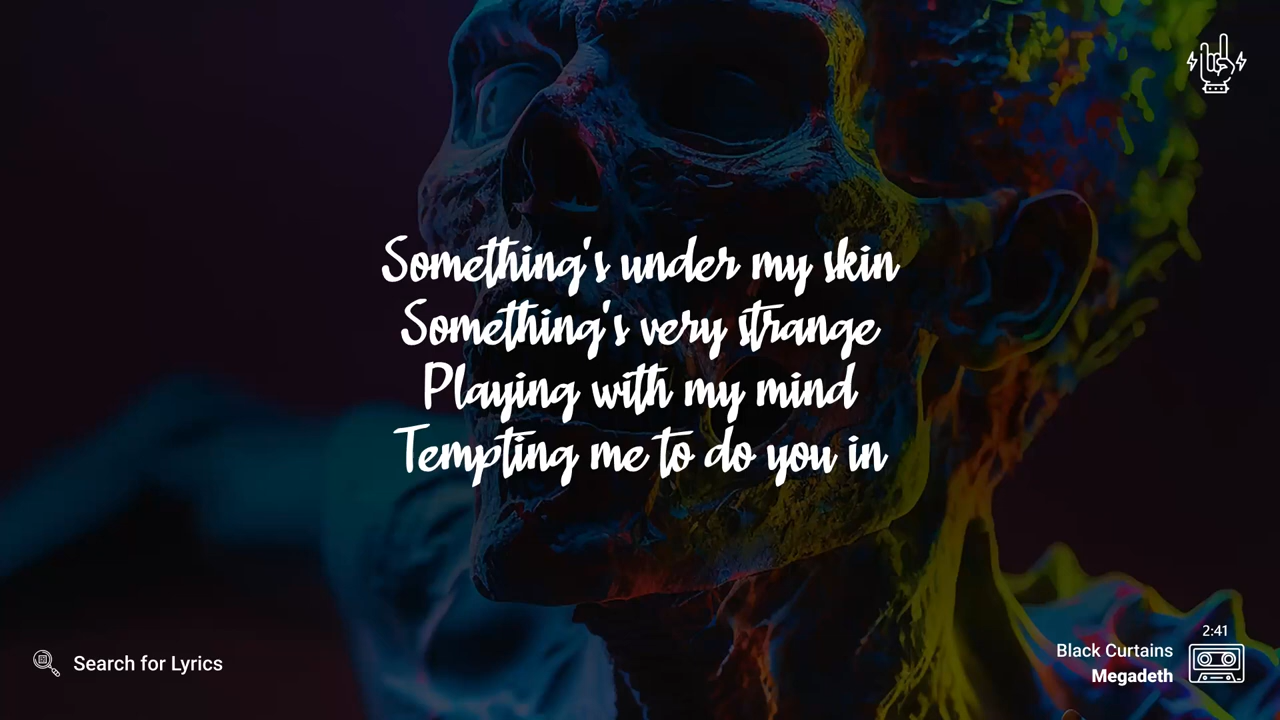 Something's under my skin
Something's very strange
Playing with my mind
Tempting me to do you in
2:41
Search for Lyrics
Black Curtains
Megadeth